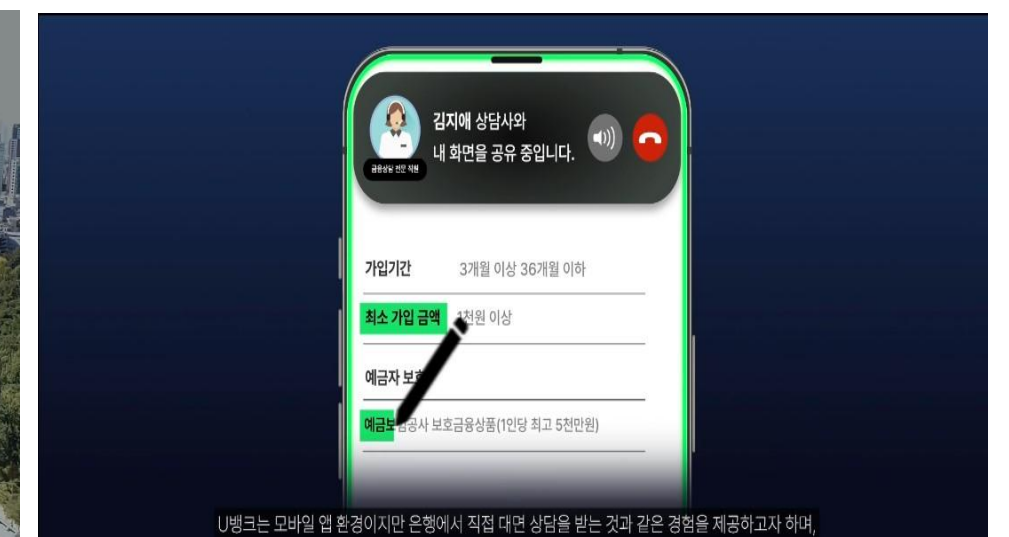 김지애 상담사와
내 화면을 공유 중입니다.
금융상담 전문 직원
가입기간 3개월 이상 36개월 이하
최소 가입 금액 1천원 이상
예금자
예금보 공사 보호금융상품(1인당 최고 5천만원)
U뱅크는 모바일 앱 환경이지만 은행에서 직접 대면 상담을 받는 것과 같은 경험을 제공하고자 하며,